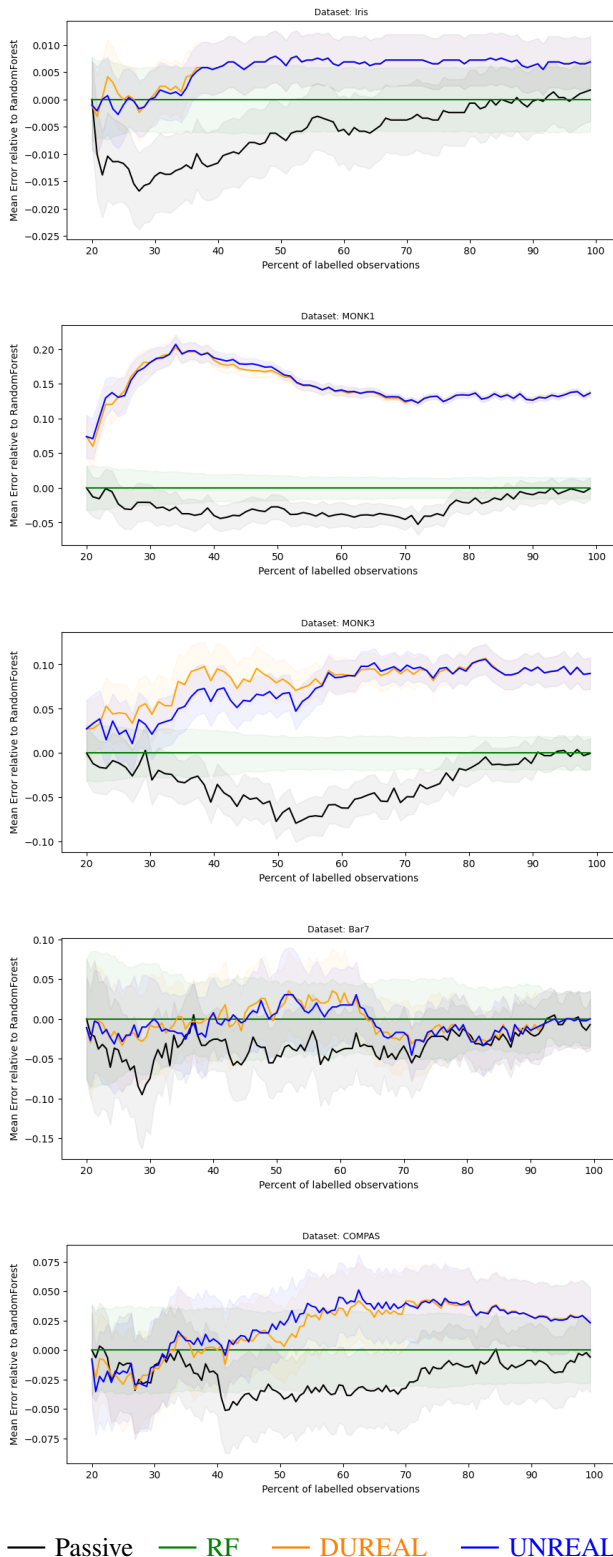 Dataset: Iris
Mean Error relative to RandomForest
0.010
0.005
0.000
−0.005
−0.010
−0.015
−0.020
−0.025
20 30 40 50 60 70 80 90 100
Percent of labelled observations
Dataset: MONK1
Mean Error relative to RandomForest
0.20
0.15
0.10
0.05
0.00
−0.05
20 30 40 50 60 70 80 90 100
Percent of labelled observations
Dataset: MONK3
Mean Error relative to RandomForest
0.10
0.05
0.00
−0.05
−0.10
20 30 40 50 60 70 80 90 100
Percent of labelled observations
Dataset: Bar7
Mean Error relative to RandomForest
0.10
0.05
0.00
−0.05
−0.10
−0.15
20 30 40 50 60 70 80 90 100
Percent of labelled observations
Dataset: COMPAS
Mean Error relative to RandomForest
0.075
0.050
0.025
0.000
−0.025
−0.050
−0.075
20 30 40 50 60 70 80 90 100
Percent of labelled observations
Passive RF DUREAL UNREAL